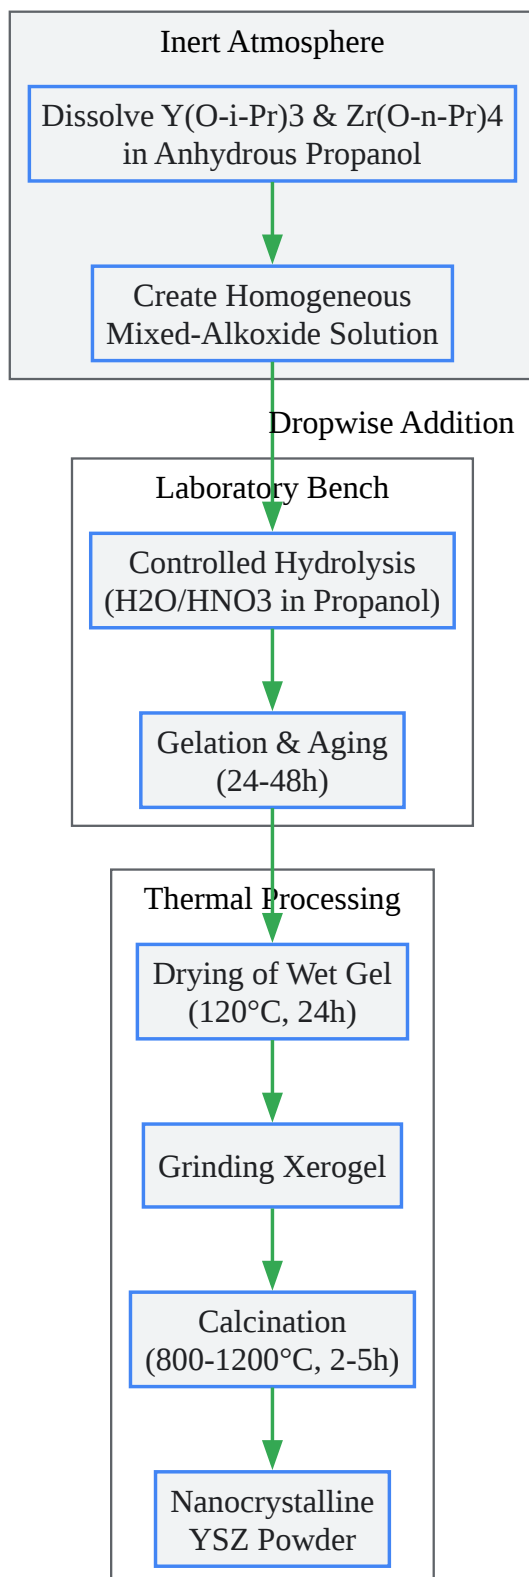 Inert Atmosphere
Dissolve Y(O-i-Pr)3 & Zr(O-n-Pr)4
in Anhydrous Propanol
Create Homogeneous
Mixed-Alkoxide Solution
Dropwise Addition
Laboratory Bench
Controlled Hydrolysis
(H2O/HNO3 in Propanol)
Gelation & Aging
(24-48h)
Thermal Processing
Drying of Wet Gel
(120°C, 24h)
Grinding Xerogel
Calcination
(800-1200°C, 2-5h)
Nanocrystalline
YSZ Powder